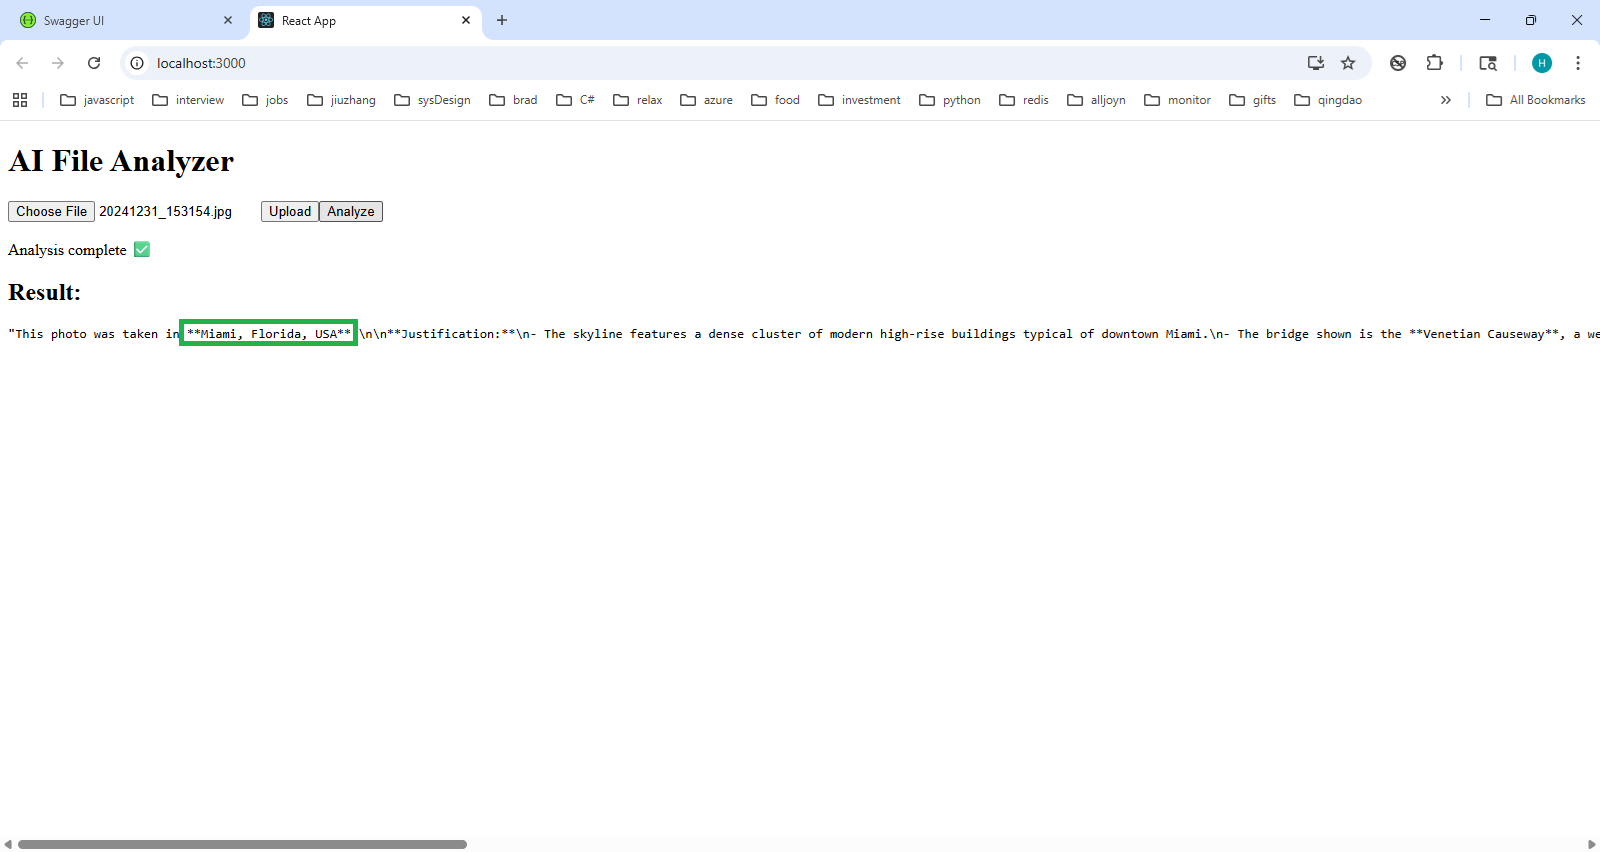 Swagger UI
React App
localhost:3000
H
javascript interview jobs jiuzhang sysDesign brad C# relax azure food investment python redis alljoyn monitor gifts qingdao » All Bookmarks
AI File Analyzer
Choose File 20241231_153154.jpg Upload Analyze
Analysis complete ✅
Result:
"This photo was taken in **Miami, Florida, USA** \n\n**Justification:**\n- The skyline features a dense cluster of modern high-rise buildings typical of downtown Miami.\n- The bridge shown is the **Venetian Causeway**, a we